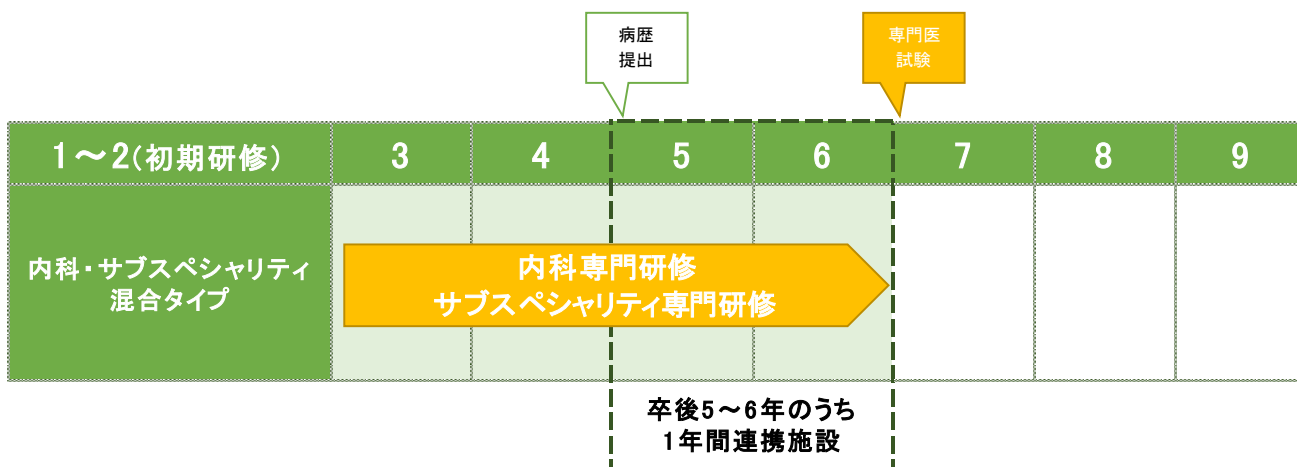 病歴
提出
専門医
試験
1～2(初期研修)
3
4
5
6
7
8
9
内科・サブスペシャリティ
混合タイプ
内科専門研修
サブスペシャリティ専門研修
卒後5～6年のうち
1年間連携施設